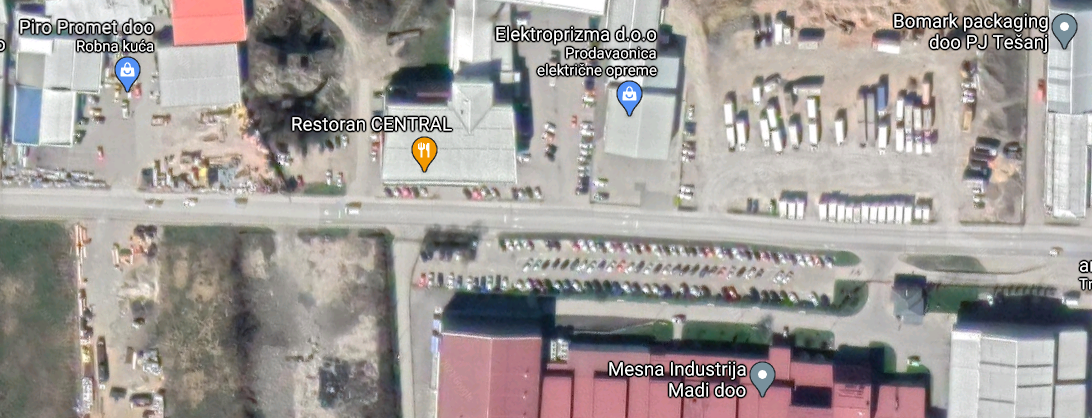 Piro Promet doo
Robna kuća
Elektroprizma d.o.o
Prodavaonica
električne opreme
Bomark packaging
doo PJ Tešanj
Restoran CENTRAL
Mesna Industrija
Madi doo